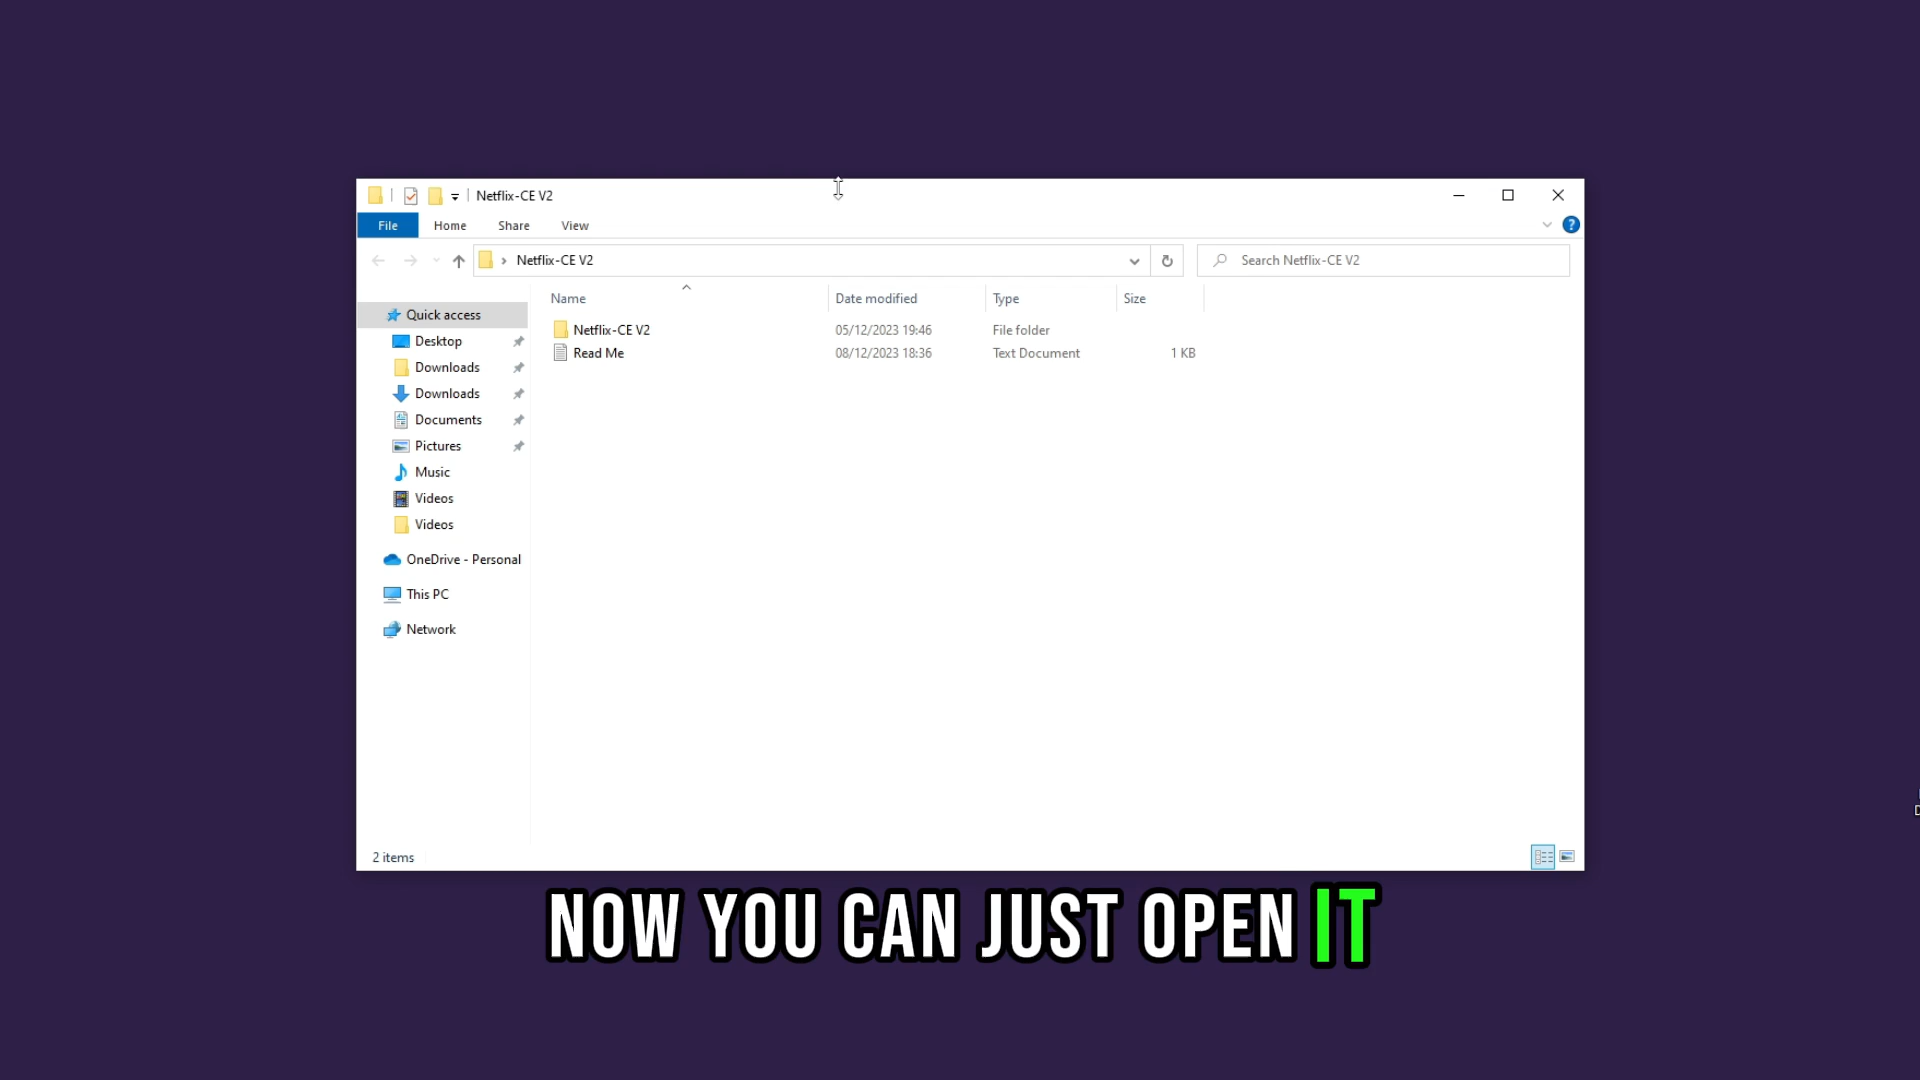 Netflix-CE V2
File Home Share View
Netflix-CE V2
Search Netflix-CE V2
Name Date modified Type Size
Netflix-CE V2 05/12/2023 19:46 File folder
Read Me 08/12/2023 18:36 Text Document 1 KB
Quick access
Desktop
Downloads
Downloads
Documents
Pictures
Music
Videos
Videos
OneDrive - Personal
This PC
Network
2 items
NOW YOU CAN JUST OPEN IT